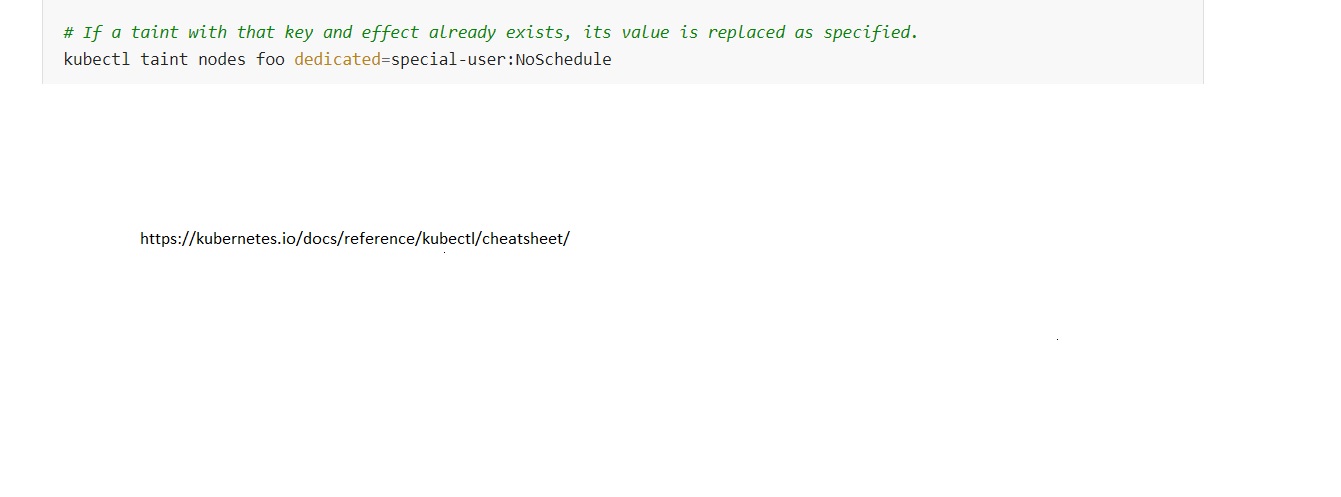 # If a taint with that key and effect already exists, its value is replaced as specified.
kubectl taint nodes foo dedicated=special-user:NoSchedule
https://kubernetes.io/docs/reference/kubectl/cheatsheet/